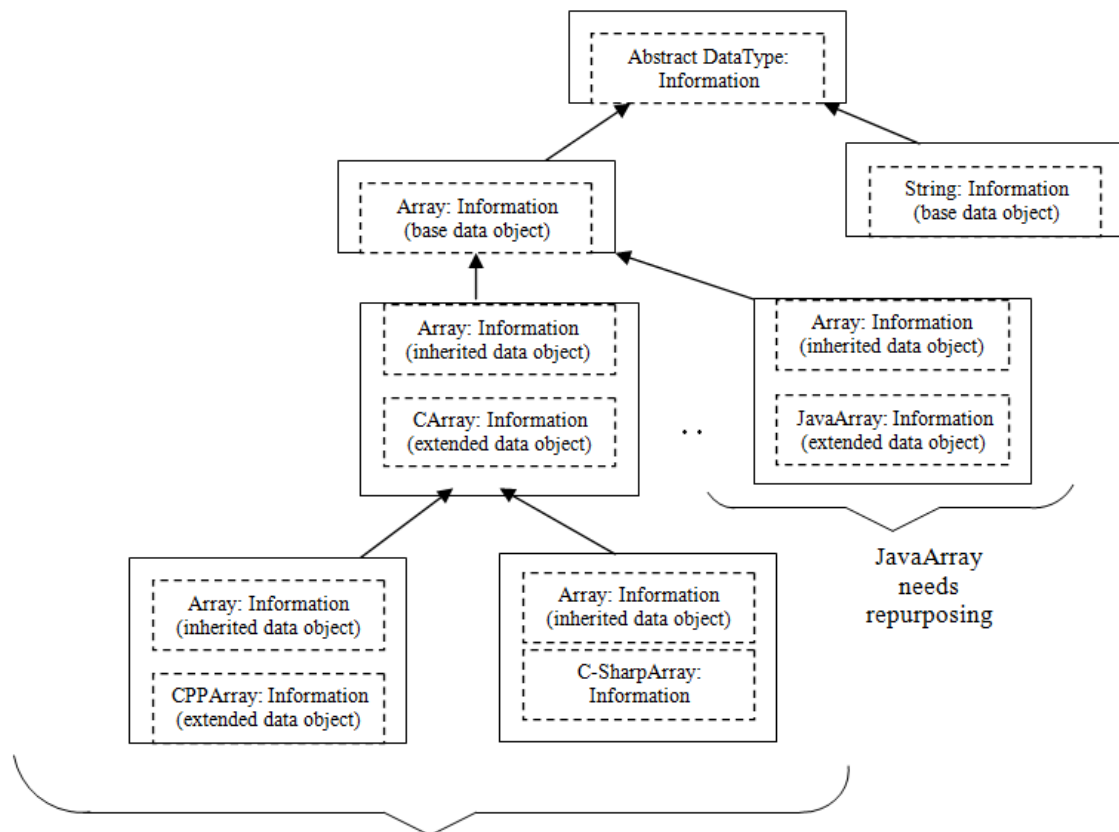 Abstract DataType:
Information
String: Information
(base data object)
Array: Information
(base data object)
Array: Information
(inherited data object)
CArray: Information
(extended data object)
. .
Array: Information
(inherited data object)
JavaArray: Information
(extended data object)
JavaArray
needs
repurposing
Array: Information
(inherited data object)
CPPArray: Information
(extended data object)
Array: Information
(inherited data object)
C-SharpArray:
Information